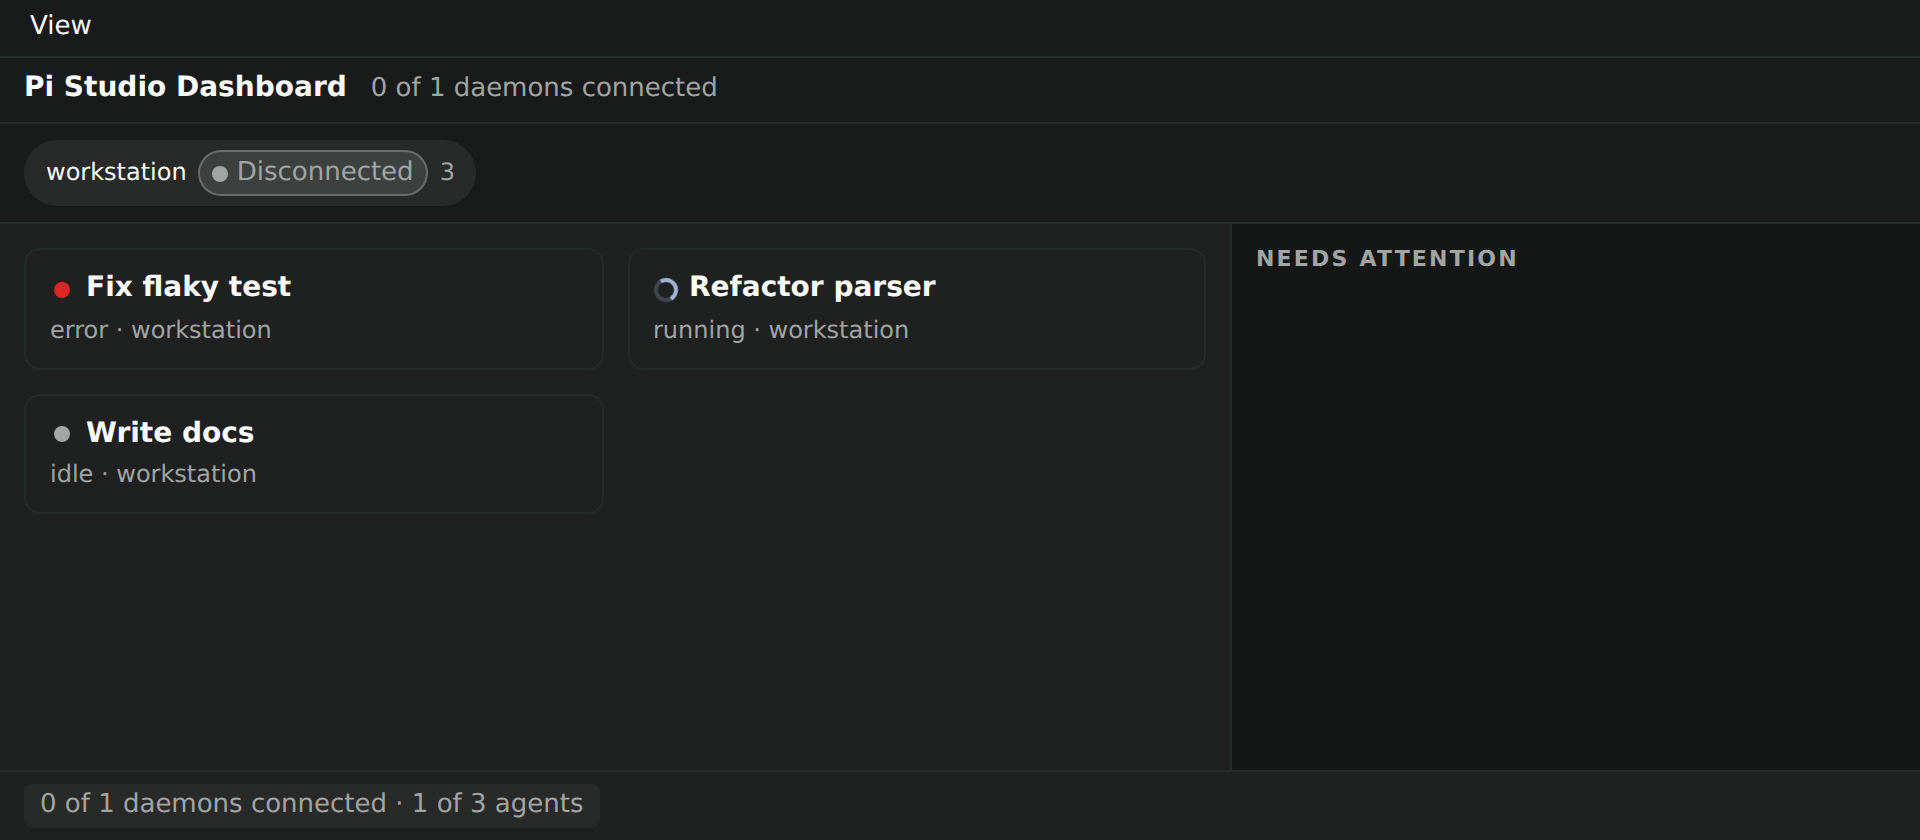 View
Pi Studio Dashboard 0 of 1 daemons connected
workstation Disconnected 3
Fix flaky test
error · workstation
Refactor parser
running · workstation
Write docs
idle · workstation
NEEDS ATTENTION
0 of 1 daemons connected · 1 of 3 agents